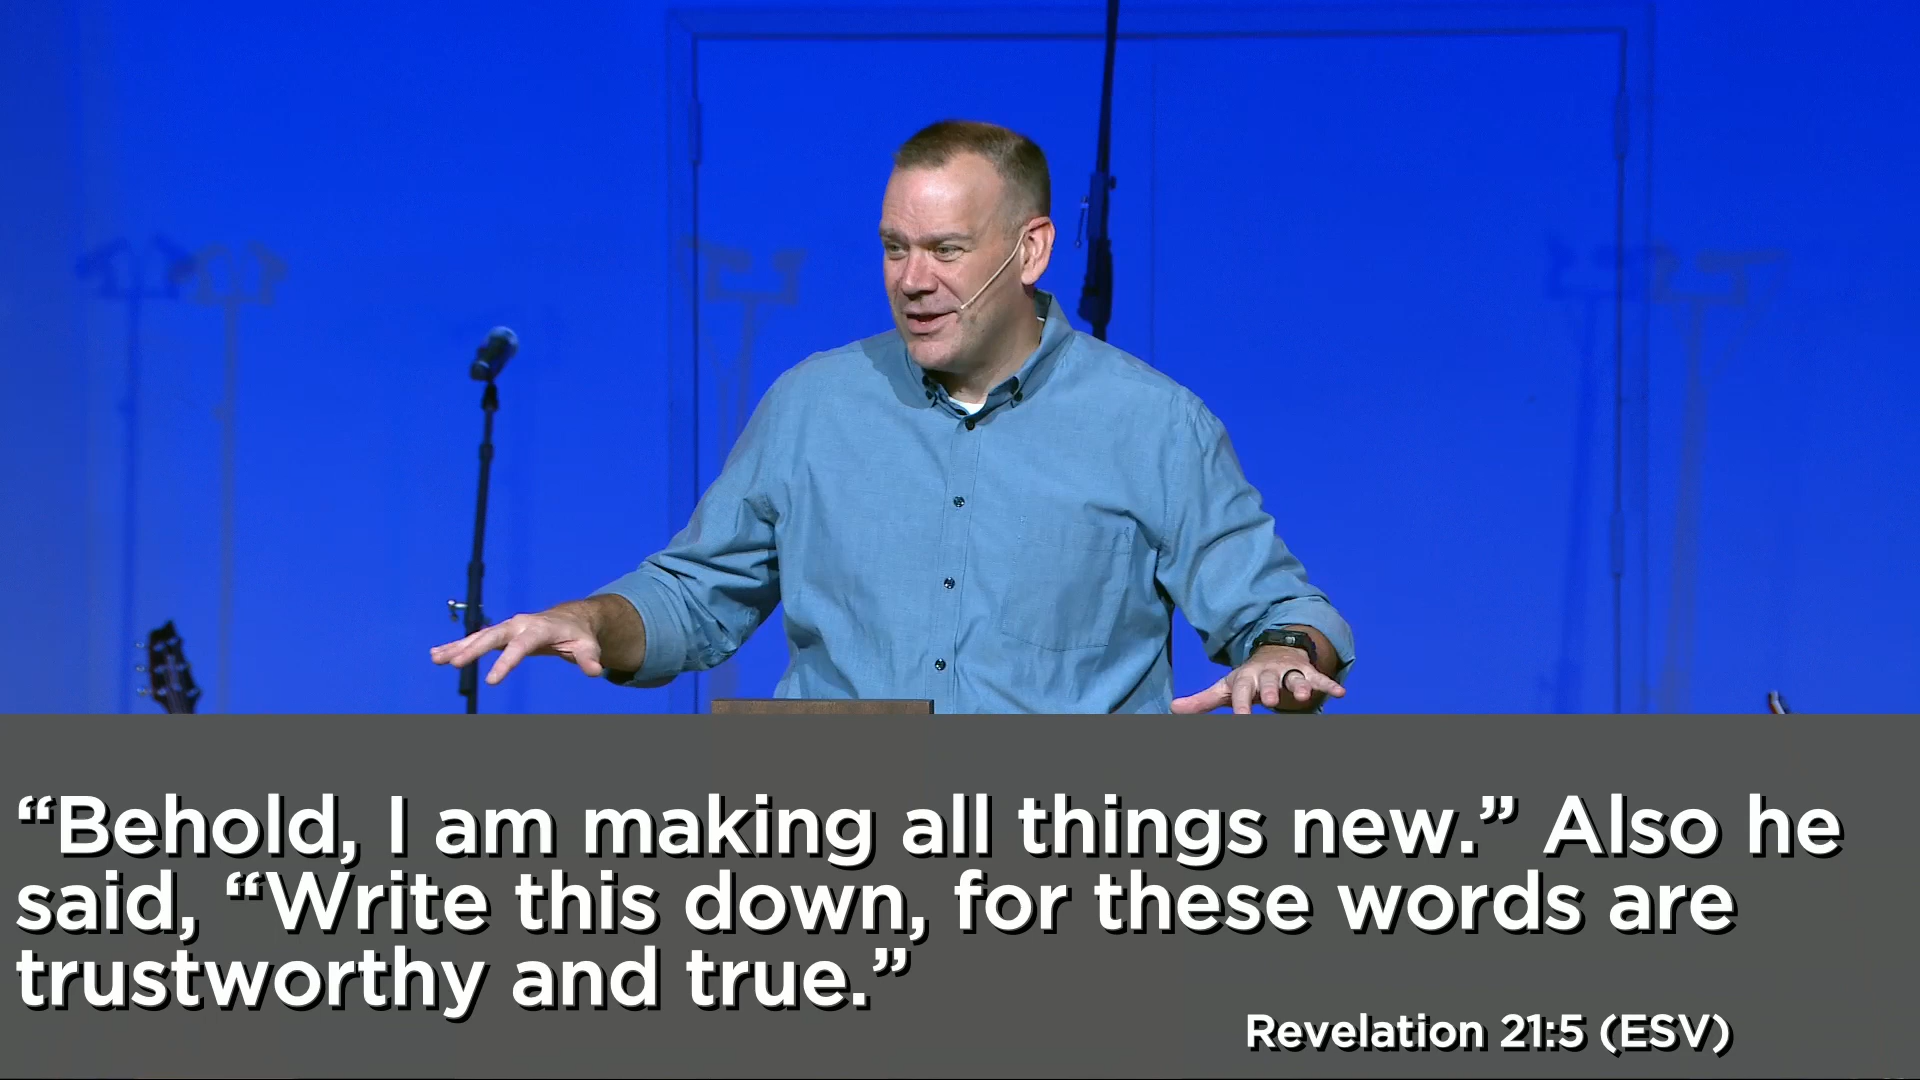 “Behold, I am making all things new.” Also he
said, “Write this down, for these words are
trustworthy and true.”
Revelation 21:5 (ESV)